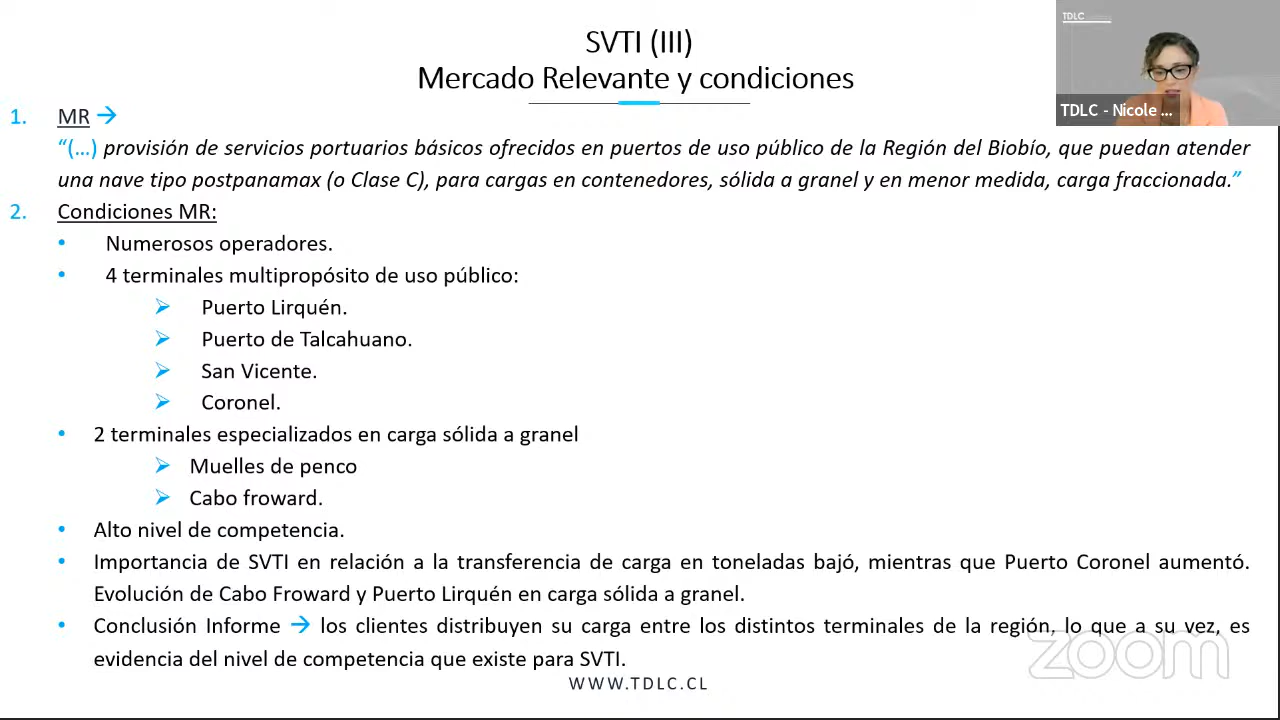 SVTI (III)
Mercado Relevante y condiciones
TDLC
TDLC - Nicole ...
1. MR →
“(…) provisión de servicios portuarios básicos ofrecidos en puertos de uso público de la Región del Biobío, que puedan atender
una nave tipo postpanamax (o Clase C), para cargas en contenedores, sólida a granel y en menor medida, carga fraccionada.”
2. Condiciones MR:
• Numerosos operadores.
• 4 terminales multipropósito de uso público:
➢ Puerto Lirquén.
➢ Puerto de Talcahuano.
➢ San Vicente.
➢ Coronel.
• 2 terminales especializados en carga sólida a granel
➢ Muelles de penco
➢ Cabo froward.
• Alto nivel de competencia.
• Importancia de SVTI en relación a la transferencia de carga en toneladas bajó, mientras que Puerto Coronel aumentó.
Evolución de Cabo Froward y Puerto Lirquén en carga sólida a granel.
• Conclusión Informe → los clientes distribuyen su carga entre los distintos terminales de la región, lo que a su vez, es
evidencia del nivel de competencia que existe para SVTI.
zoom
WWW.TDLC.CL